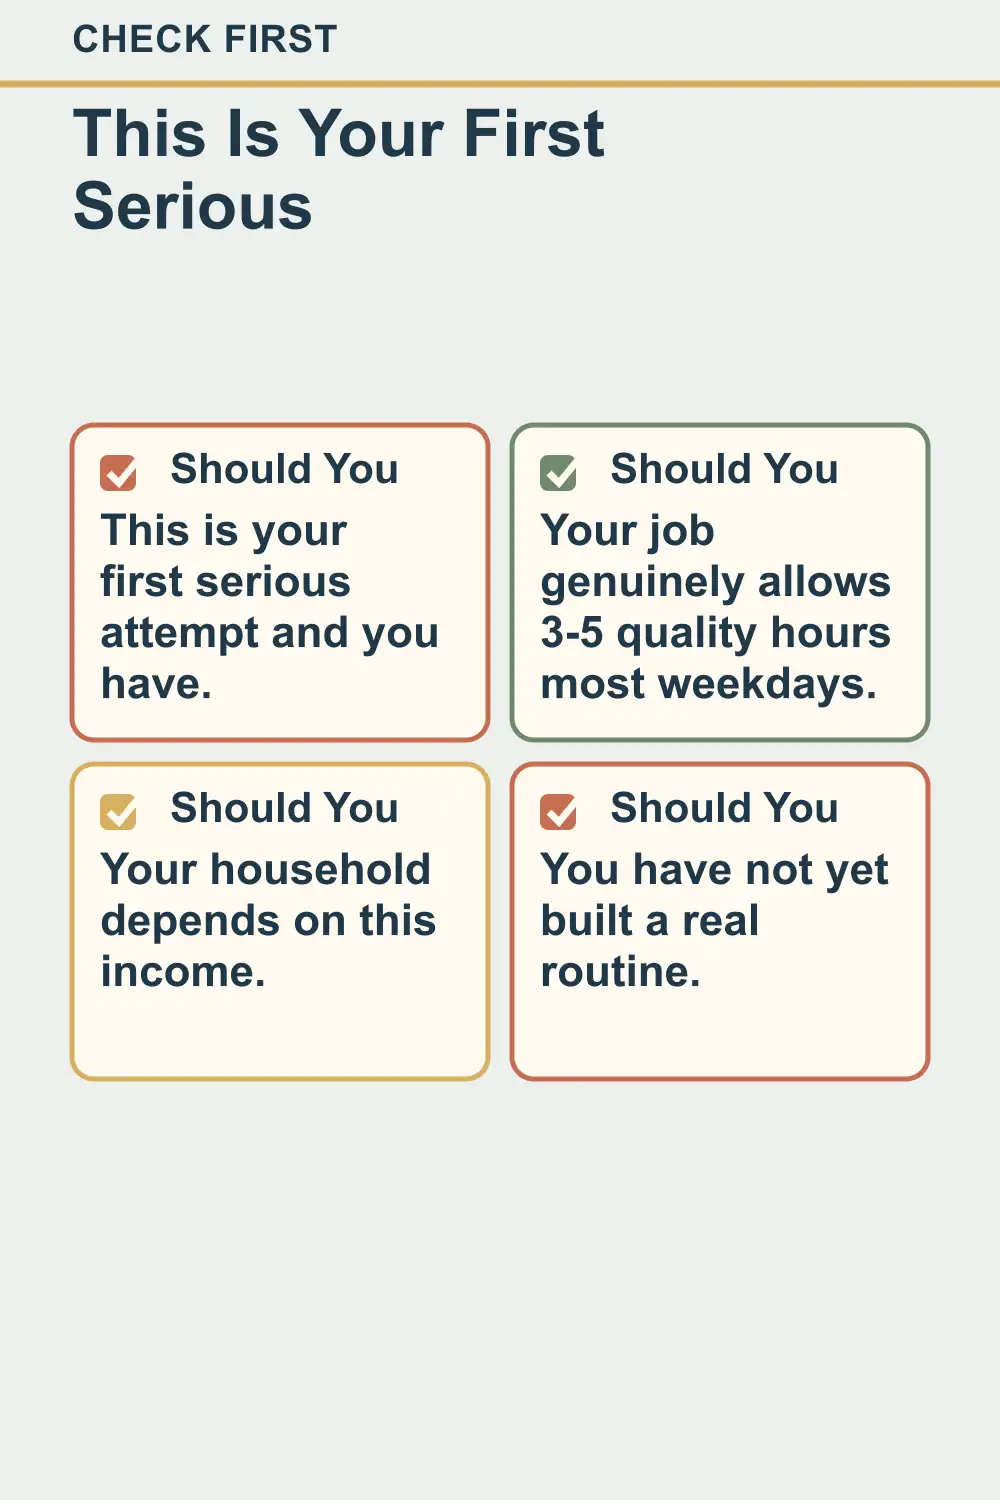 CHECK FIRST
This Is Your First
Serious
Should You
This is your
first serious
attempt and you
have.
Should You
Your job
genuinely allows
3-5 quality hours
most weekdays.
Should You
Your household
depends on this
income.
Should You
You have not yet
built a real
routine.